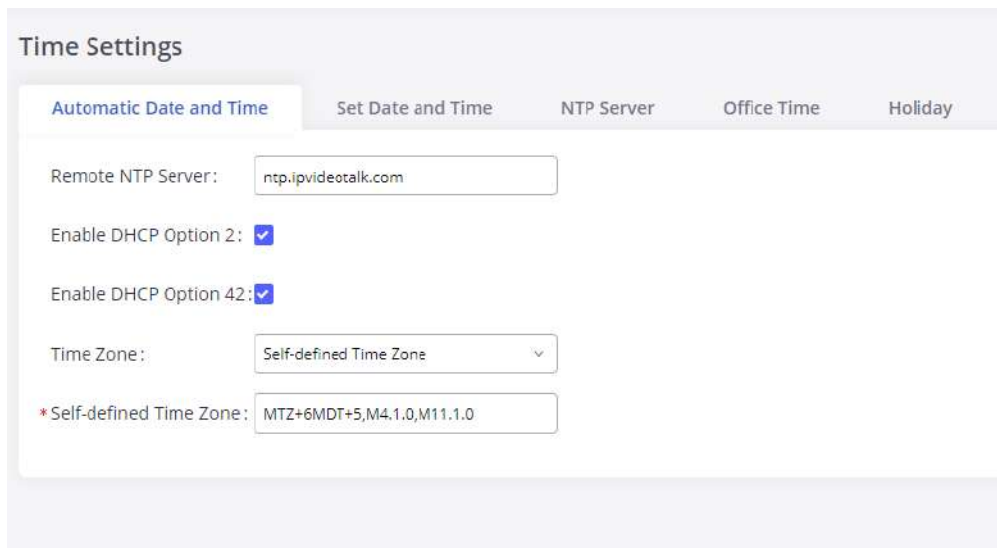 Time Settings
Automatic Date and Time Set Date and Time NTP Server Office Time Holiday
Remote NTP Server: ntp.ipvideotalk.com
Enable DHCP Option 2:
Enable DHCP Option 42:
Time Zone: Self-defined Time Zone
* Self-defined Time Zone: MTZ+6MDT+5,M4.1.0,M11.1.0